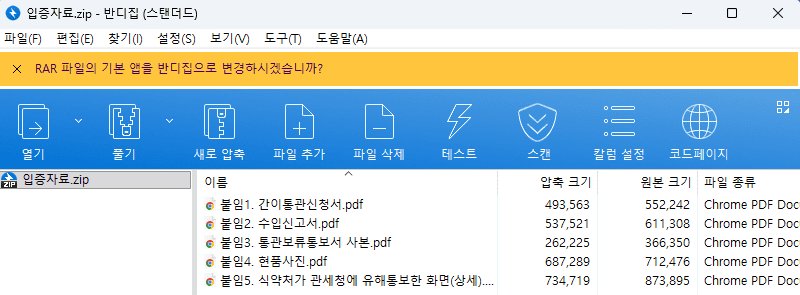 입증자료.zip - 반디집 (스탠더드)
파일(F) 편집(E) 찾기(I) 설정(S) 보기(V) 도구(T) 도움말(A)
RAR 파일의 기본 앱을 반디집으로 변경하시겠습니까?
열기 풀기 새로 압축 파일 추가 파일 삭제 테스트 스캔 칼럼 설정 코드페이지
ZIP 입증자료.zip
이름 압축 크기 원본 크기 파일 종류
붙임1. 간이통관신청서.pdf 493,563 552,242 Chrome PDF Docu
붙임2. 수입신고서.pdf 537,521 611,308 Chrome PDF Docu
붙임3. 통관보류통보서 사본.pdf 262,225 366,350 Chrome PDF Docu
붙임4. 현품사진.pdf 687,289 712,476 Chrome PDF Docu
붙임5. 식약처가 관세청에 유해통보한 화면(상세).... 734,719 873,895 Chrome PDF Docu